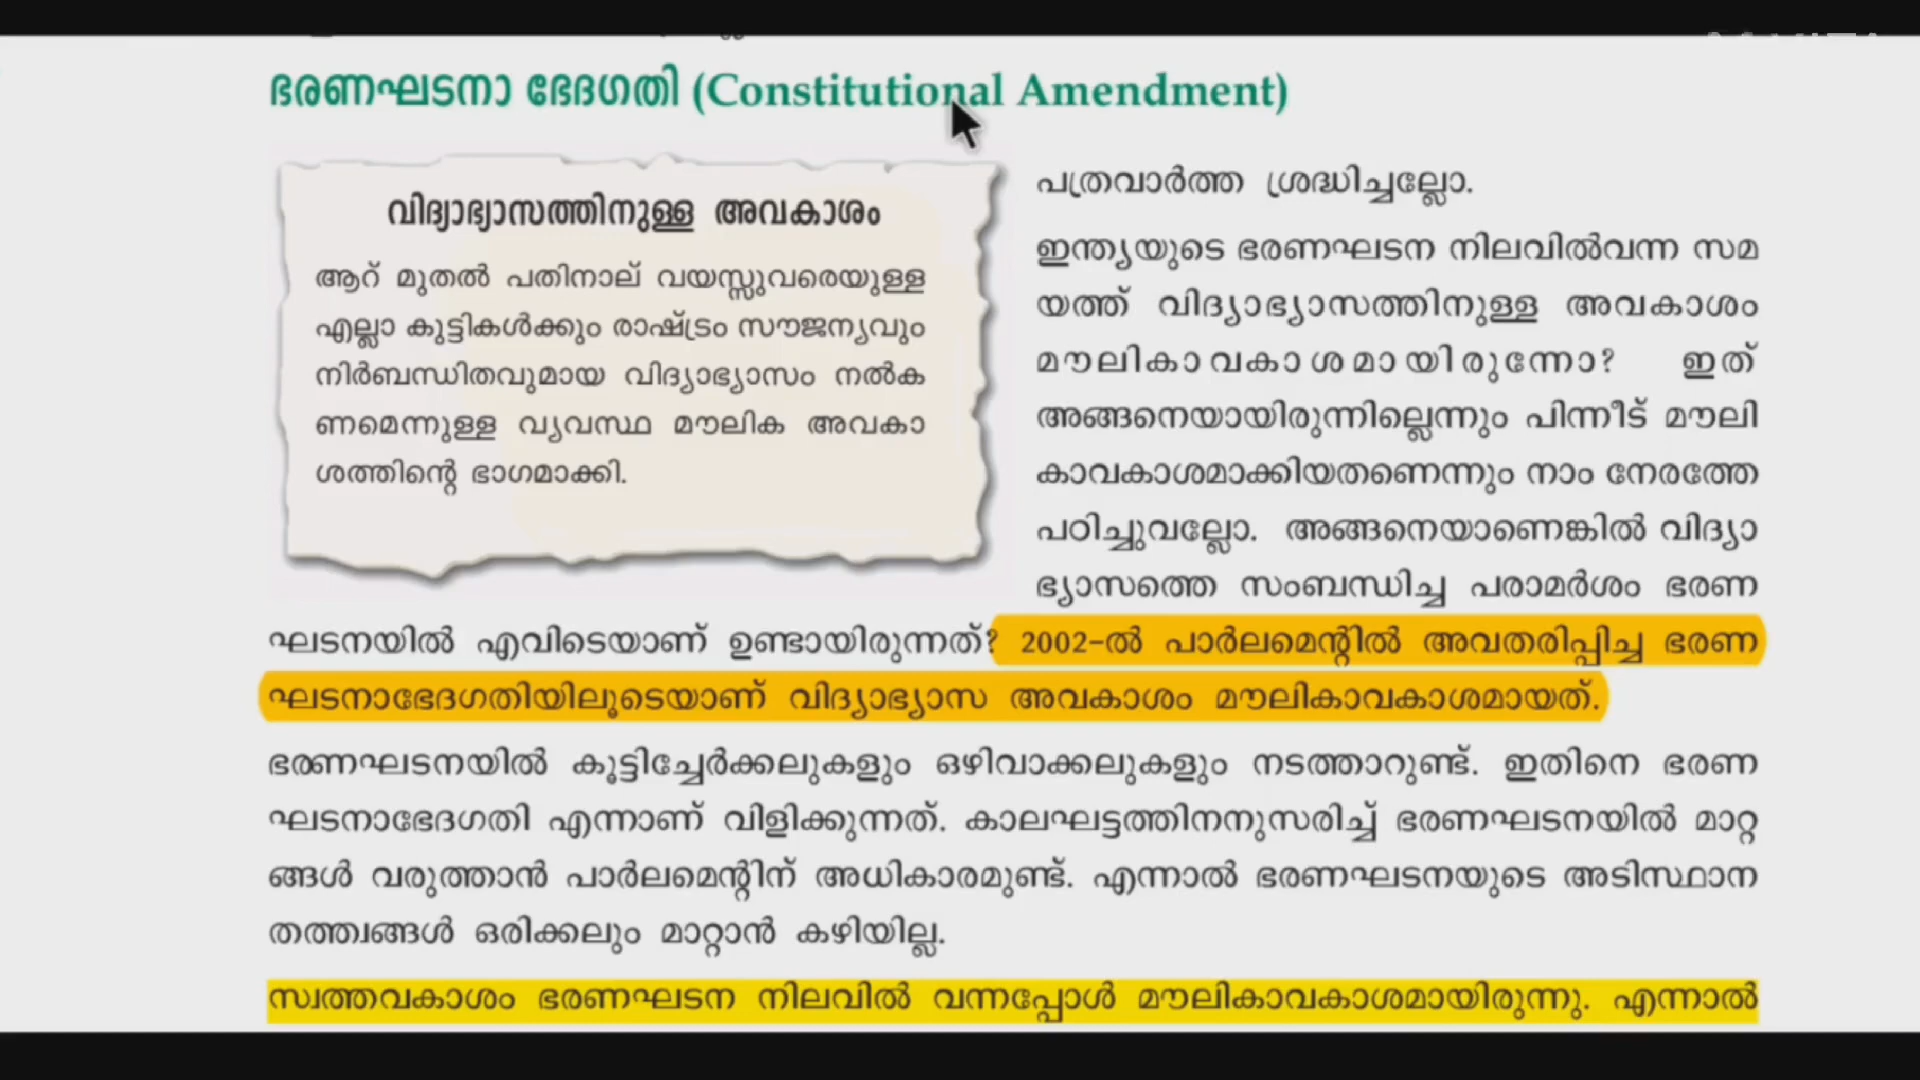 ഭരണഘടനാ ഭേദഗതി (Constitutional Amendment)
വിദ്യാഭ്യാസത്തിനുള്ള അവകാശം
ആറ് മുതൽ പതിനാല് വയസ്സുവരെയുള്ള
എല്ലാ കുട്ടികൾക്കും രാഷ്ട്രം സൗജന്യവും
നിർബന്ധിതവുമായ വിദ്യാഭ്യാസം നൽക
ണമെന്നുള്ള വ്യവസ്ഥ മൗലിക അവകാ
ശത്തിന്റെ ഭാഗമാക്കി.
പത്രവാർത്ത ശ്രദ്ധിച്ചല്ലോ.
ഇന്ത്യയുടെ ഭരണഘടന നിലവിൽവന്ന സമ
യത്ത് വിദ്യാഭ്യാസത്തിനുള്ള അവകാശം
മൗലികാവകാശമായിരുന്നോ? ഇത്
അങ്ങനെയായിരുന്നില്ലെന്നും പിന്നീട് മൗലി
കാവകാശമാക്കിയതണെന്നും നാം നേരത്തേ
പഠിച്ചുവല്ലോ. അങ്ങനെയാണെങ്കിൽ വിദ്യാ
ഭ്യാസത്തെ സംബന്ധിച്ച പരാമർശം ഭരണ
ഘടനയിൽ എവിടെയാണ് ഉണ്ടായിരുന്നത്? 2002-ൽ പാർലമെന്റിൽ അവതരിപ്പിച്ച ഭരണ
ഘടനാഭേദഗതിയിലൂടെയാണ് വിദ്യാഭ്യാസ അവകാശം മൗലികാവകാശമായത്.
ഭരണഘടനയിൽ കൂട്ടിച്ചേർക്കലുകളും ഒഴിവാക്കലുകളും നടത്താറുണ്ട്. ഇതിനെ ഭരണ
ഘടനാഭേദഗതി എന്നാണ് വിളിക്കുന്നത്. കാലഘട്ടത്തിനനുസരിച്ച് ഭരണഘടനയിൽ മാറ്റ
ങ്ങൾ വരുത്താൻ പാർലമെന്റിന് അധികാരമുണ്ട്. എന്നാൽ ഭരണഘടനയുടെ അടിസ്ഥാന
തത്ത്വങ്ങൾ ഒരിക്കലും മാറ്റാൻ കഴിയില്ല.
സ്വത്തവകാശം ഭരണഘടന നിലവിൽ വന്നപ്പോൾ മൗലികാവകാശമായിരുന്നു. എന്നാൽ